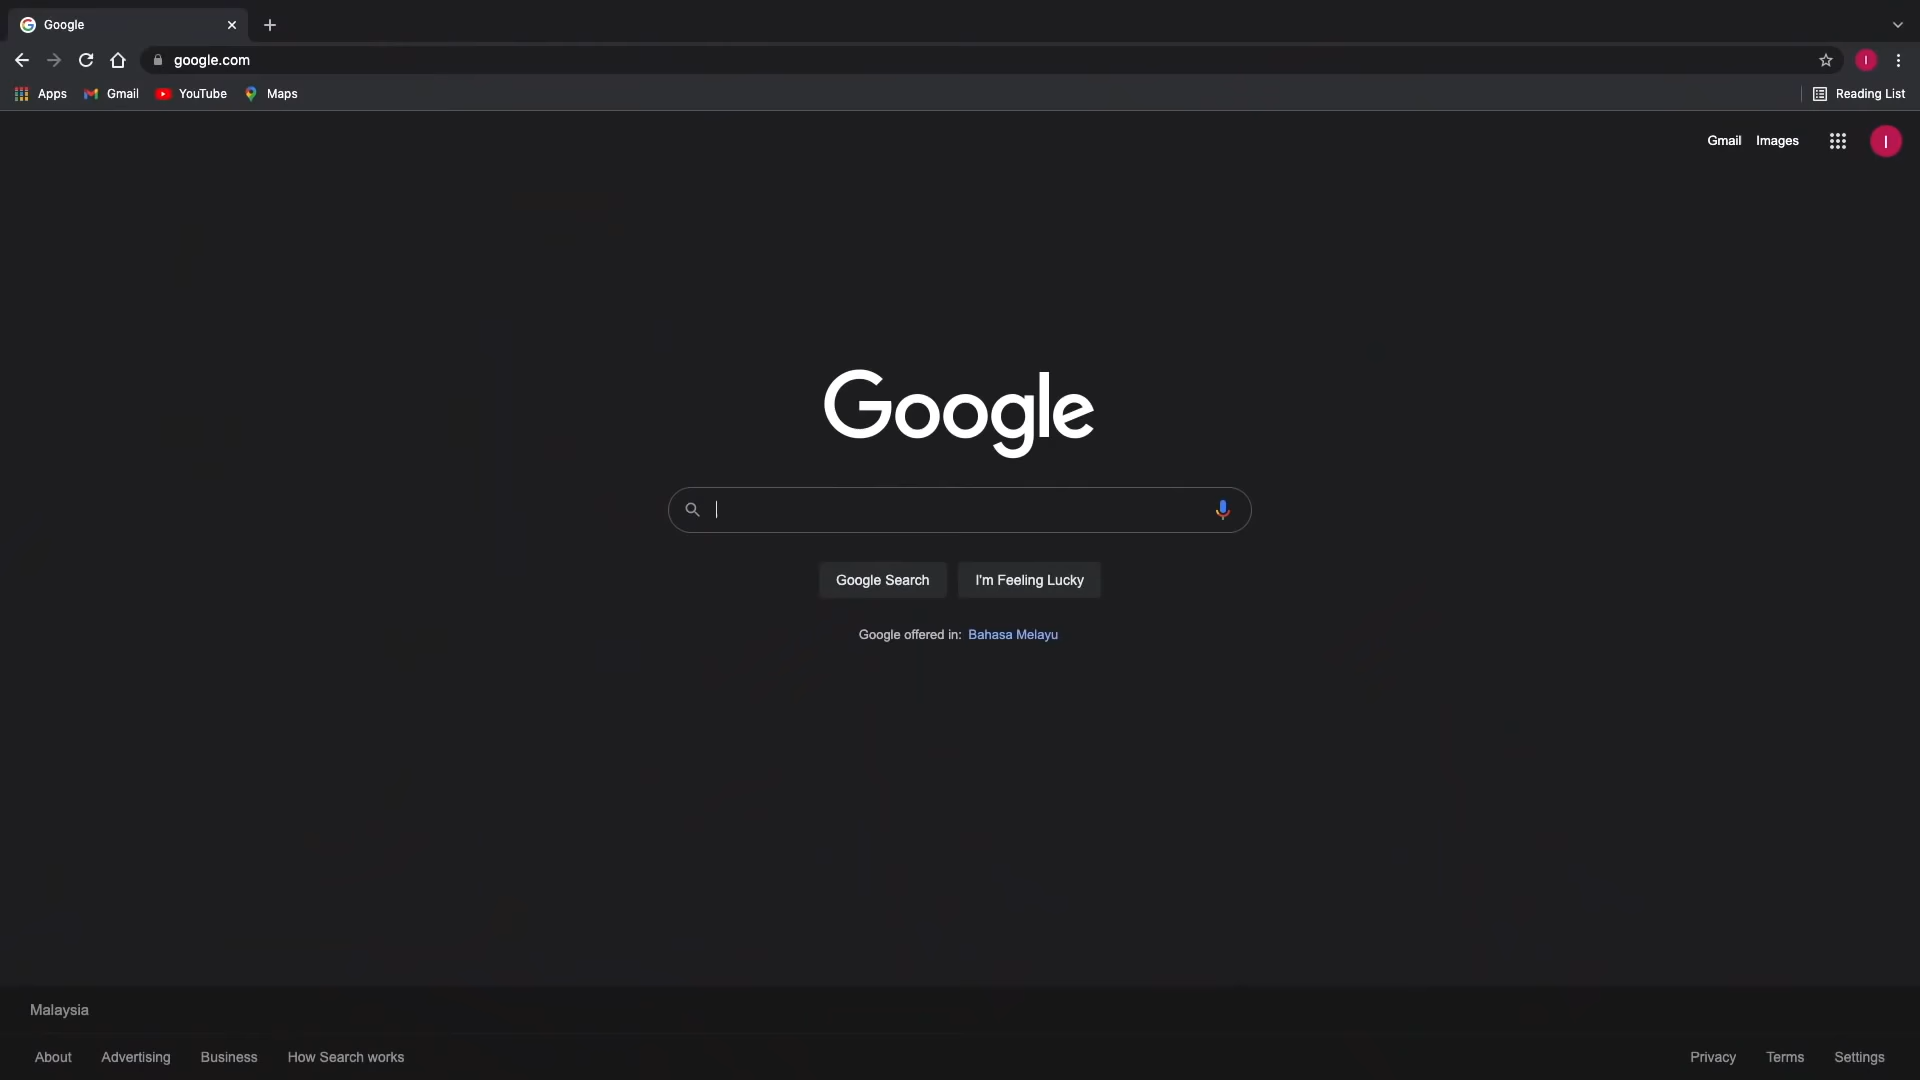 Google
google.com
Apps Gmail YouTube Maps Reading List
Gmail Images I
Google
Google Search I'm Feeling Lucky
Google offered in: Bahasa Melayu
Malaysia
About Advertising Business How Search works Privacy Terms Settings